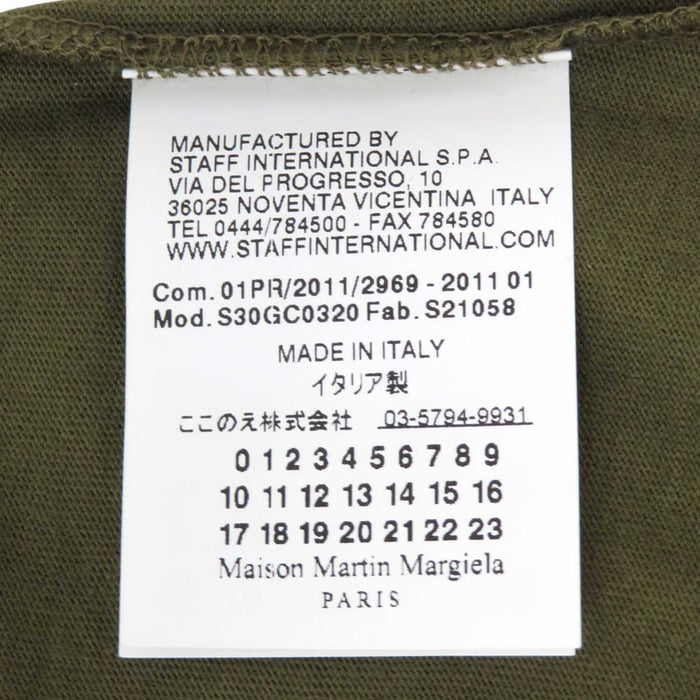 MANUFACTURED BY
STAFF INTERNATIONAL S.P.A.
VIA DEL PROGRESSO, 10
36025 NOVENTA VICENTINA ITALY
TEL 0444/784500 - FAX 784580
WWW.STAFFINTERNATIONAL.COM
Com. 01PR/2011/2969 - 2011 01
Mod. S30GC0320 Fab. S21058
MADE IN ITALY
イタリア製
ここのえ株式会社 03-5794-9931
0 1 2 3 4 5 6 7 8 9
10 11 12 13 14 15 16
17 18 19 20 21 22 23
Maison Martin Margiela
PARIS